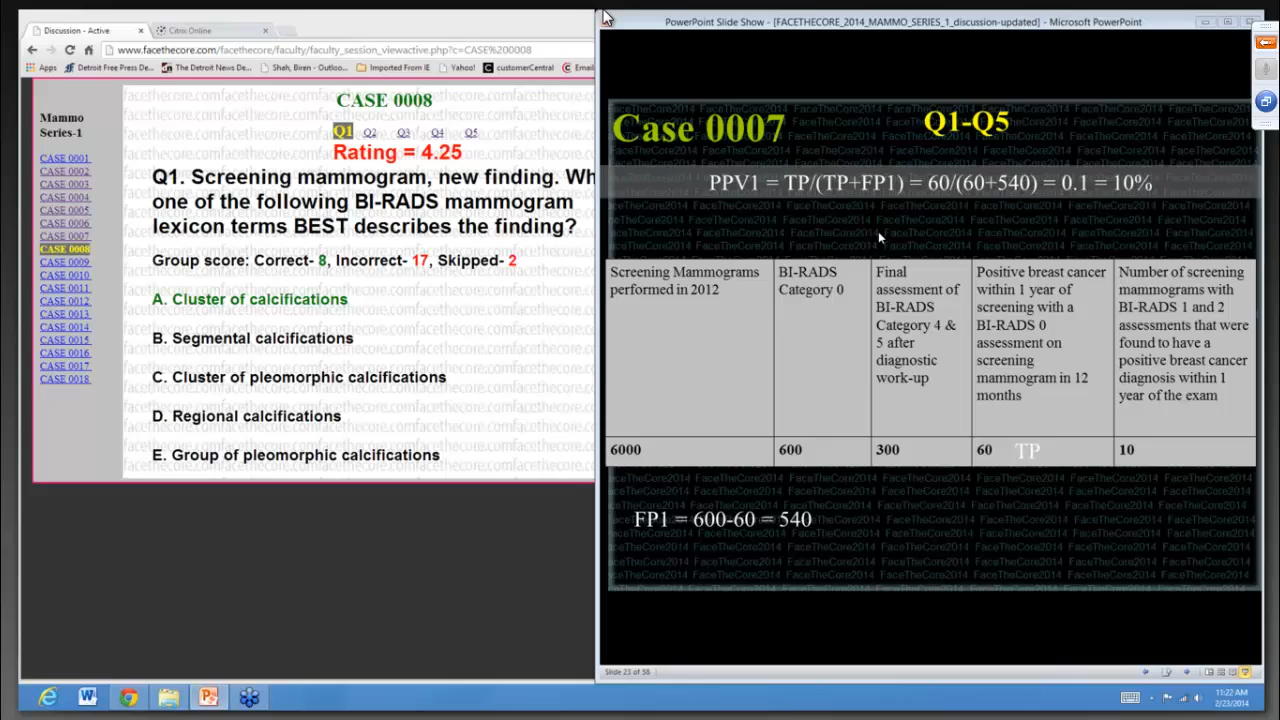 Discussion - Active
Citrix Online
www.facethecore.com/facethecore/faculty/faculty_session_viewactive.php?c=CASE%200008
Apps
Detroit Free Press De...
The Detroit News De...
Shah, Biren - Outloo...
Imported From IE
Yahoo!
customerCentral
Email
Mammo
Series-1
CASE 0001
CASE 0002
CASE 0003
CASE 0004
CASE 0005
CASE 0006
CASE 0007
CASE 0008
CASE 0009
CASE 0010
CASE 0011
CASE 0012
CASE 0013
CASE 0014
CASE 0015
CASE 0016
CASE 0017
CASE 0018
CASE 0008
Q1 Q2 Q3 Q4 Q5
Rating = 4.25
Q1. Screening mammogram, new finding. Wh
one of the following BI-RADS mammogram
lexicon terms BEST describes the finding?
Group score: Correct- 8, Incorrect- 17, Skipped- 2
A. Cluster of calcifications
B. Segmental calcifications
C. Cluster of pleomorphic calcifications
D. Regional calcifications
E. Group of pleomorphic calcifications
PowerPoint Slide Show - [FACETHECORE_2014_MAMMO_SERIES_1_discussion-updated] - Microsoft PowerPoint
Case 0007
Q1-Q5
PPV1 = TP/(TP+FP1) = 60/(60+540) = 0.1 = 10%
Screening Mammograms
performed in 2012
BI-RADS
Category 0
Final
assessment of
BI-RADS
Category 4 &
5 after
diagnostic
work-up
Positive breast cancer
within 1 year of
screening with a
BI-RADS 0
assessment on
screening
mammogram in 12
months
Number of screening
mammograms with
BI-RADS 1 and 2
assessments that were
found to have a
positive breast cancer
diagnosis within 1
year of the exam
6000
600
300
60 TP
10
FP1 = 600-60 = 540
Slide 23 of 58
11:22 AM
2/23/2014